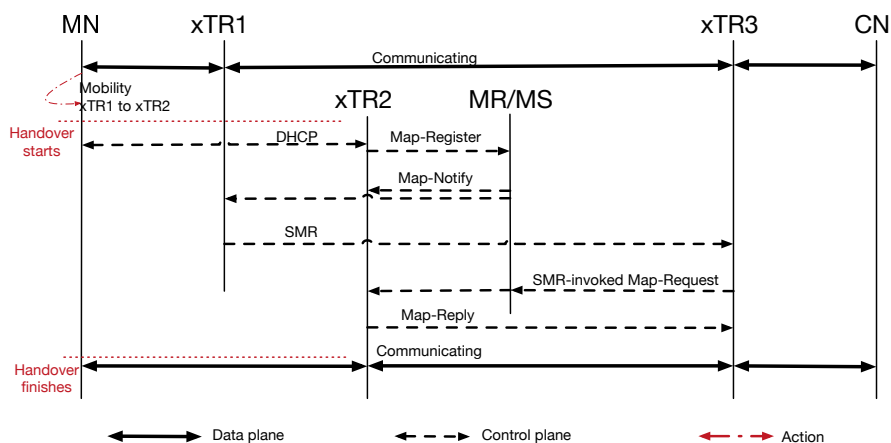 MN xTR1 xTR3 CN
Communicating
Mobility
xTR1 to xTR2
xTR2 MR/MS
Handover
starts
DHCP Map-Register
Map-Notify
SMR
SMR-invoked Map-Request
Map-Reply
Communicating
Handover
finishes
Data plane Control plane Action